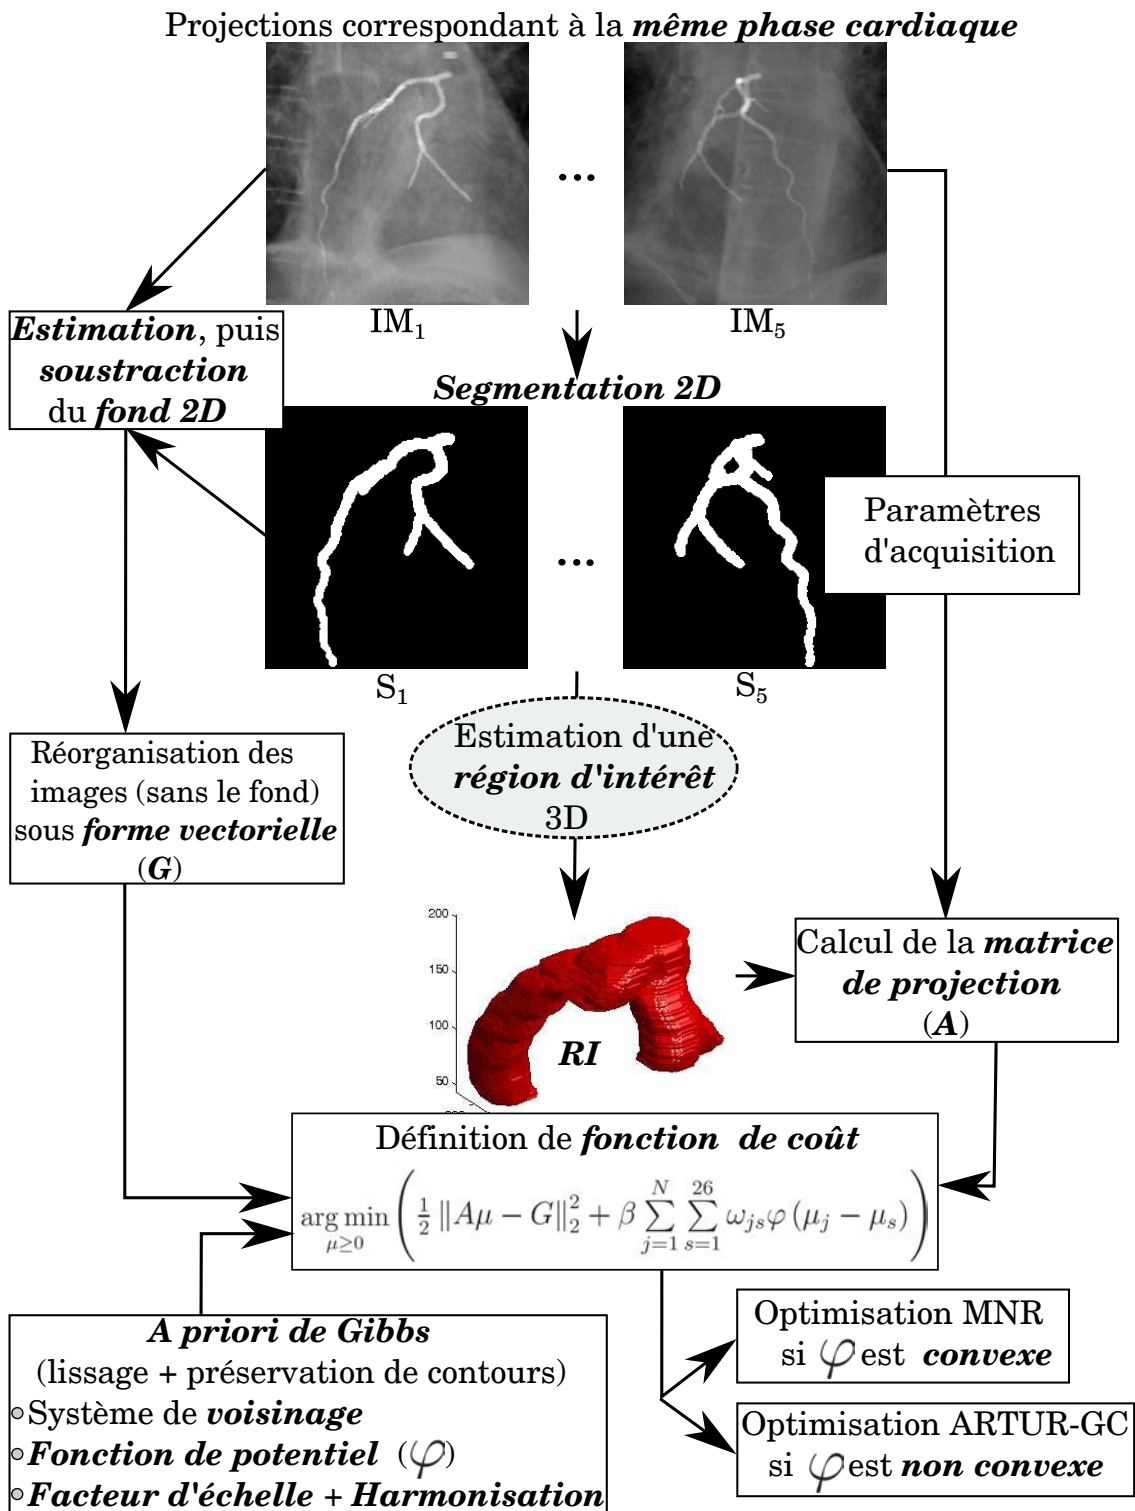 Projections correspondant à la même phase cardiaque
...
IM₁
IM₅
Estimation, puis
soustraction
du fond 2D
Segmentation 2D
...
Paramètres
d'acquisition
S₁
S₅
Estimation d'une
région d'intérêt
3D
Réorganisation des
images (sans le fond)
sous forme vectorielle
(G)
200
150
100
50
RI
Calcul de la matrice
de projection
(A)
Définition de fonction de coût
arg min μ≥0 ( ½ ‖Aμ − G‖₂² + β ∑_{j=1}^{N} ∑_{s=1}^{26} ω_{js} φ (μ_j − μ_s) )
A priori de Gibbs
(lissage + préservation de contours)
Système de voisinage
Fonction de potentiel (φ)
Facteur d'échelle + Harmonisation
Optimisation MNR
si φ est convexe
Optimisation ARTUR-GC
si φ est non convexe